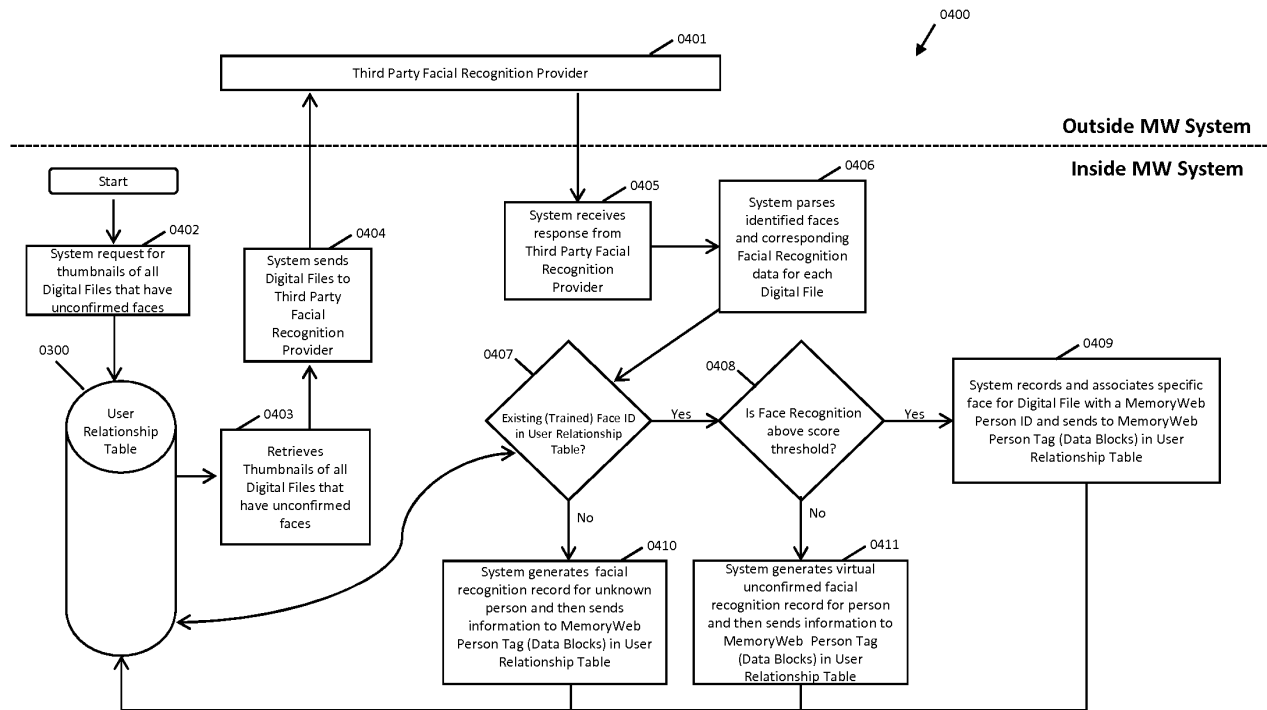 0400
0401
Third Party Facial Recognition Provider
Outside MW System
Inside MW System
Start
0402
System request for
thumbnails of all
Digital Files that have
unconfirmed faces
0300
User
Relationship
Table
0403
Retrieves
Thumbnails of all
Digital Files that
have unconfirmed
faces
0404
System sends
Digital Files to
Third Party
Facial
Recognition
Provider
0405
System receives
response from
Third Party Facial
Recognition
Provider
0406
System parses
identified faces
and corresponding
Facial Recognition
data for each
Digital File
0407
Existing (Trained) Face ID
in User Relationship
Table?
Yes
No
0408
Is Face Recognition
above score
threshold?
Yes
No
0409
System records and associates specific
face for Digital File with a MemoryWeb
Person ID and sends to MemoryWeb
Person Tag (Data Blocks) in User
Relationship Table
0410
System generates facial
recognition record for unknown
person and then sends
information to MemoryWeb
Person Tag (Data Blocks) in User
Relationship Table
0411
System generates virtual
unconfirmed facial
recognition record for person
and then sends information to
MemoryWeb Person Tag
(Data Blocks) in User
Relationship Table